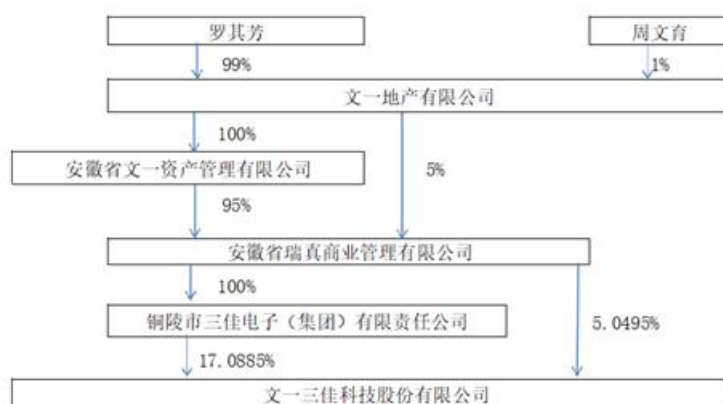 罗其芳
周文育
99%
1%
文一地产有限公司
100%
5%
安徽省文一资产管理有限公司
95%
安徽省瑞真商业管理有限公司
100%
5.0495%
铜陵市三佳电子（集团）有限责任公司
17.0885%
文一三佳科技股份有限公司